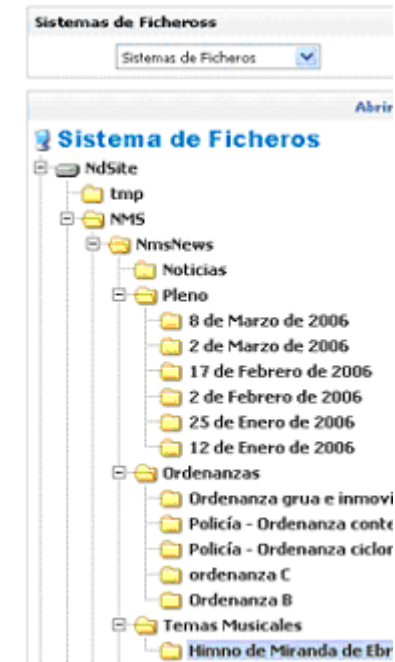 Sistemas de Ficheross
Sistemas de Ficheros
Abrir
Sistema de Ficheros
NdSite
tmp
NMS
NmsNews
Noticias
Pleno
8 de Marzo de 2006
2 de Marzo de 2006
17 de Febrero de 2006
2 de Febrero de 2006
25 de Enero de 2006
12 de Enero de 2006
Ordenanzas
Ordenanza grua e inmovi
Policía - Ordenanza conte
Policía - Ordenanza ciclor
ordenanza C
Ordenanza B
Temas Musicales
Himno de Miranda de Ebr